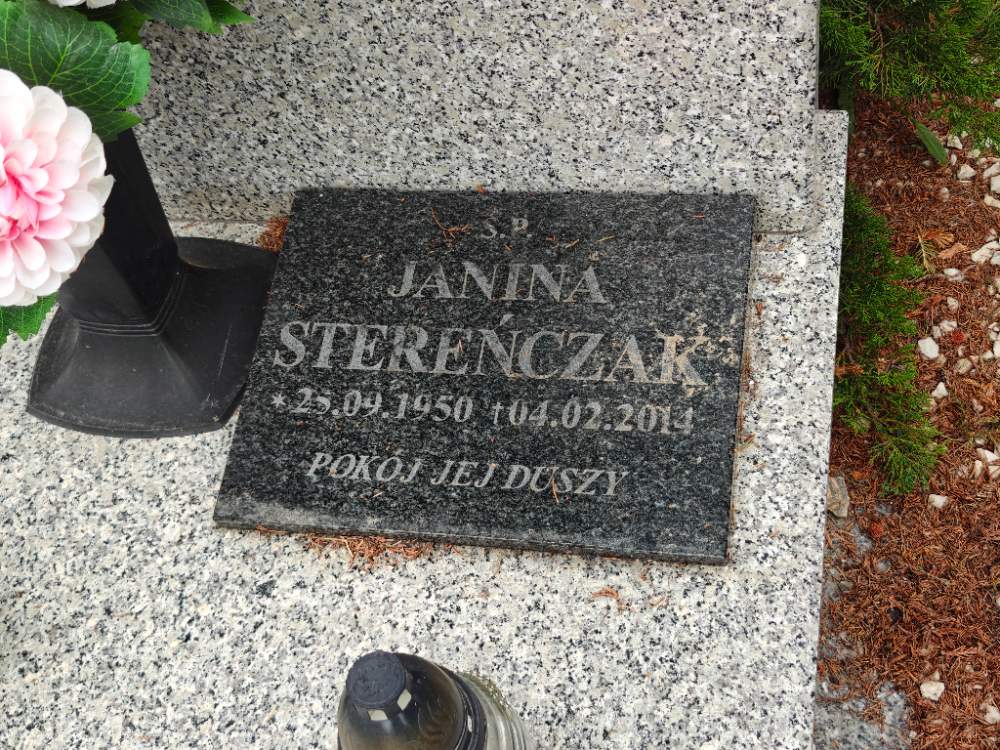 Ś.P.
JANINA
STEREŃCZAK
*25.09.1950 †04.02.2014
POKÓJ JEJ DUSZY